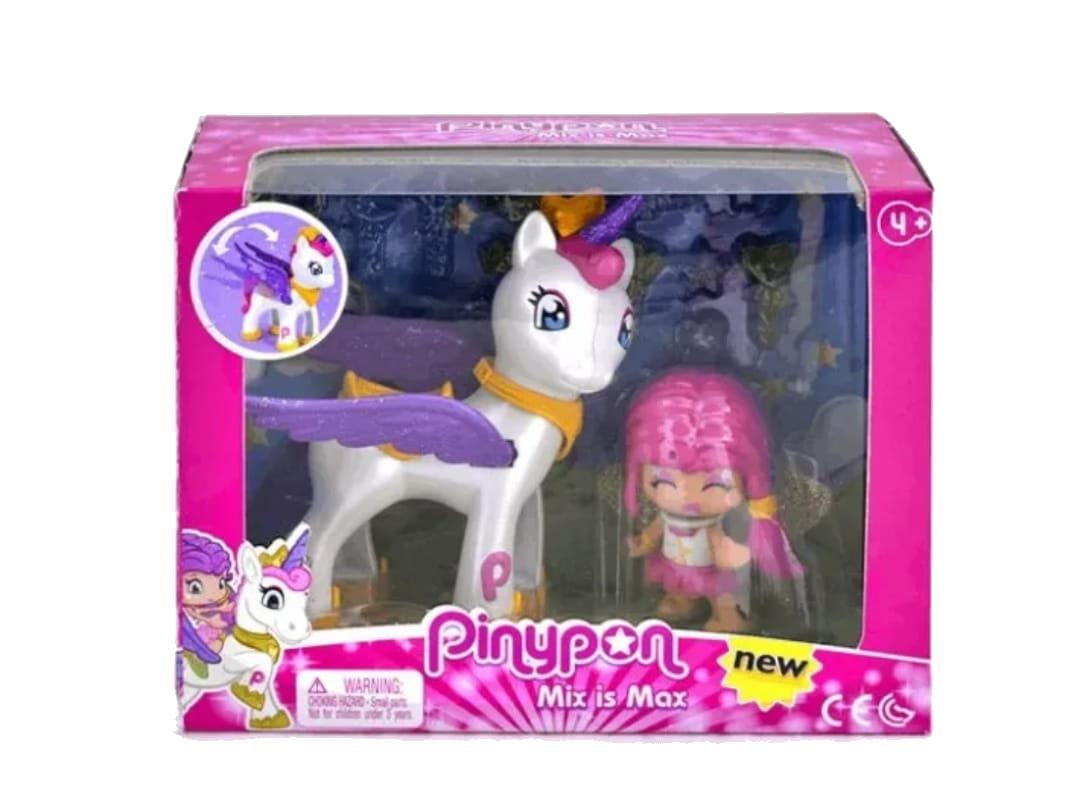 Pinypon
Mix is Max
4+
P
P
P
Pinypon
Mix is Max
new
WARNING:
CHOKING HAZARD - Small parts
Not for children under 3 years
CE